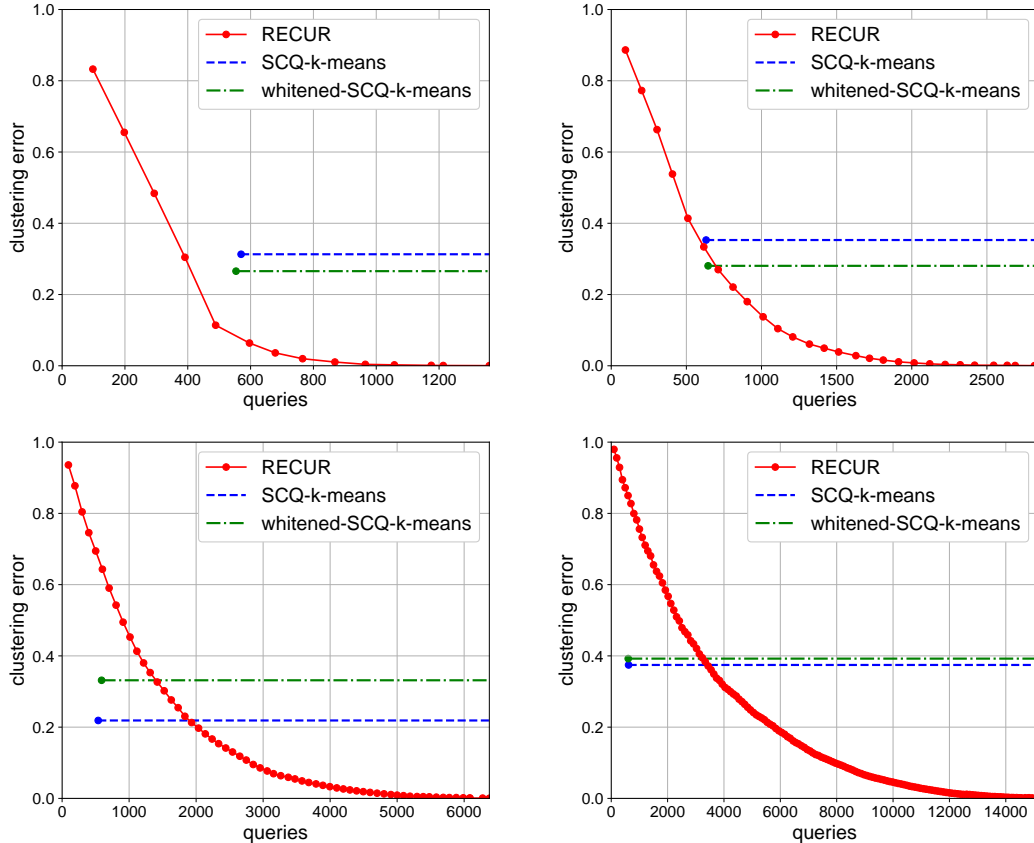 1.0
0.8
0.6
0.4
0.2
0.0
clustering error
0 200 400 600 800 1000 1200
queries
RECUR
SCQ-k-means
whitened-SCQ-k-means
1.0
0.8
0.6
0.4
0.2
0.0
clustering error
0 500 1000 1500 2000 2500
queries
RECUR
SCQ-k-means
whitened-SCQ-k-means
1.0
0.8
0.6
0.4
0.2
0.0
clustering error
0 1000 2000 3000 4000 5000 6000
queries
RECUR
SCQ-k-means
whitened-SCQ-k-means
1.0
0.8
0.6
0.4
0.2
0.0
clustering error
0 2000 4000 6000 8000 10000 12000 14000
queries
RECUR
SCQ-k-means
whitened-SCQ-k-means